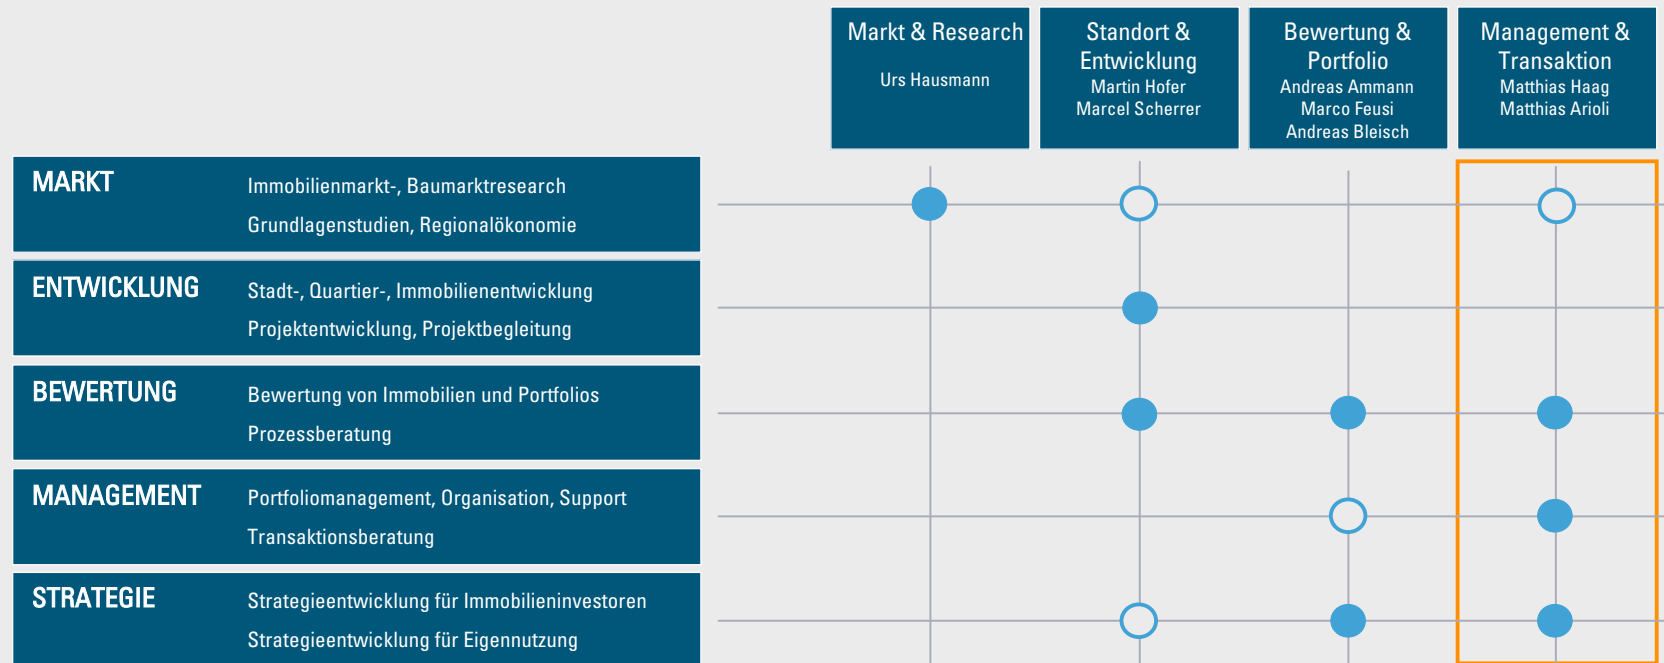 Markt & Research
Urs Hausmann
Standort &
Entwicklung
Martin Hofer
Marcel Scherrer
Bewertung &
Portfolio
Andreas Ammann
Marco Feusi
Andreas Bleisch
Management &
Transaktion
Matthias Haag
Matthias Arioli
MARKT
Immobilienmarkt-, Baumarktresearch
Grundlagenstudien, Regionalökonomie
ENTWICKLUNG
Stadt-, Quartier-, Immobilienentwicklung
Projektentwicklung, Projektbegleitung
BEWERTUNG
Bewertung von Immobilien und Portfolios
Prozessberatung
MANAGEMENT
Portfoliomanagement, Organisation, Support
Transaktionsberatung
STRATEGIE
Strategieentwicklung für Immobilieninvestoren
Strategieentwicklung für Eigennutzung